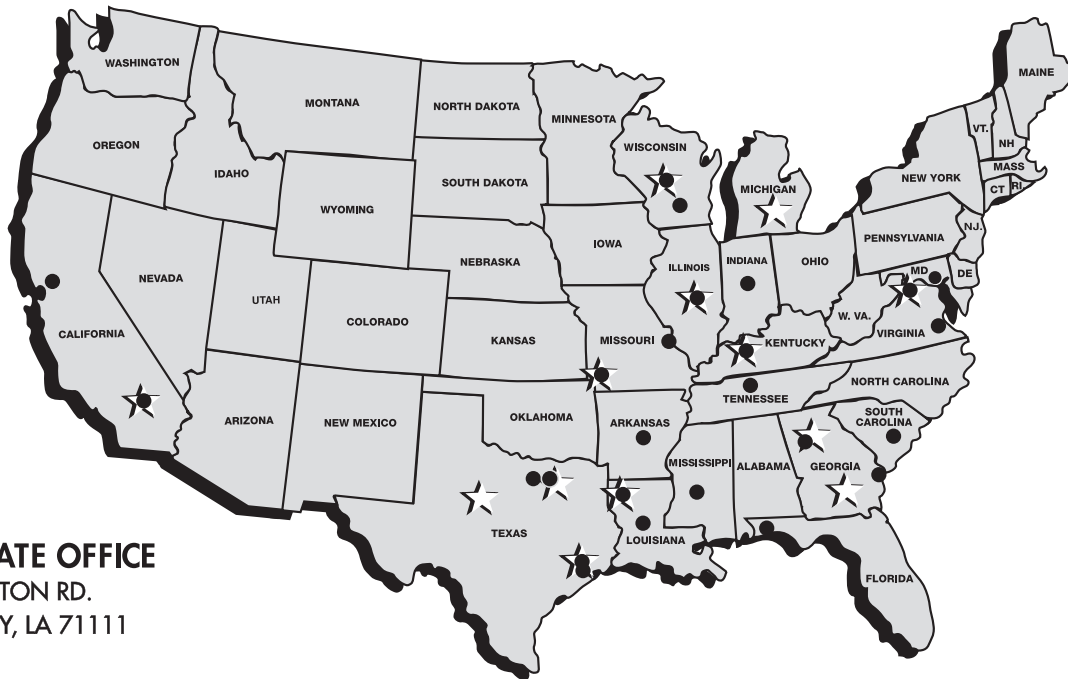 WASHINGTON
OREGON
IDAHO
MONTANA
NORTH DAKOTA
MINNESOTA
WISCONSIN
MICHIGAN
MAINE
VT.
NH
MASS
CT
RI.
NEW YORK
SOUTH DAKOTA
WYOMING
IOWA
NEBRASKA
ILLINOIS
INDIANA
OHIO
PENNSYLVANIA
NJ.
MD
DE
NEVADA
UTAH
COLORADO
CALIFORNIA
KANSAS
MISSOURI
KENTUCKY
W. VA.
VIRGINIA
TENNESSEE
NORTH CAROLINA
SOUTH
CAROLINA
ARIZONA
NEW MEXICO
OKLAHOMA
ARKANSAS
MISSISSIPPI
ALABAMA
GEORGIA
TEXAS
LOUISIANA
FLORIDA
ATE OFFICE
TON RD.
Y, LA 71111